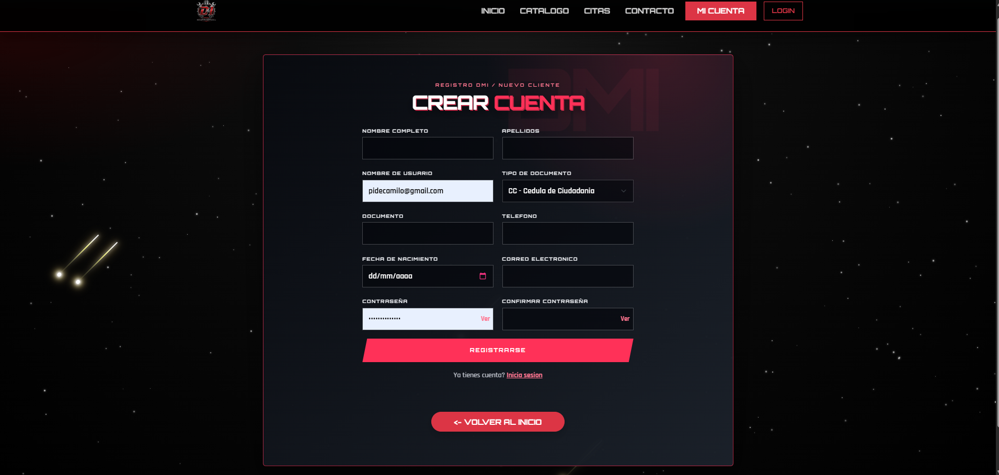 DMI
INICIO CATALOGO CITAS CONTACTO MI CUENTA LOGIN
DMI
REGISTRO DMI / NUEVO CLIENTE
CREAR CUENTA
NOMBRE COMPLETO APELLIDOS
NOMBRE DE USUARIO TIPO DE DOCUMENTO
pidecamilo@gmail.com CC - Cedula de Ciudadania
DOCUMENTO TELEFONO
FECHA DE NACIMIENTO CORREO ELECTRONICO
dd/mm/aaaa
CONTRASEÑA CONFIRMAR CONTRASEÑA
•••••••••••••• Ver Ver
REGISTRARSE
Ya tienes cuenta? Inicia sesion
<- VOLVER AL INICIO